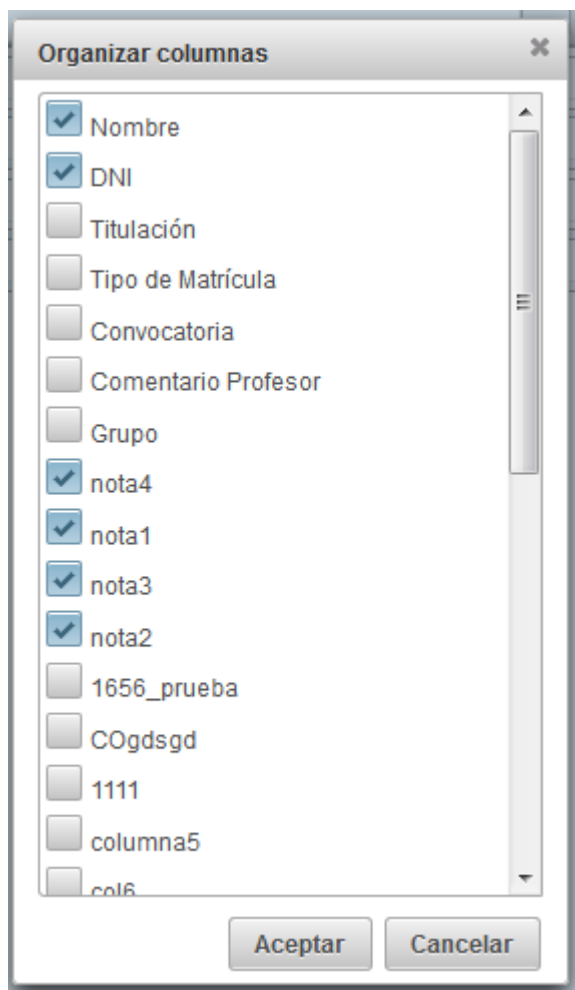 Organizar columnas
Nombre
DNI
Titulación
Tipo de Matrícula
Convocatoria
Comentario Profesor
Grupo
nota4
nota1
nota3
nota2
1656_prueba
COgdsgd
1111
columna5
col6
Aceptar
Cancelar